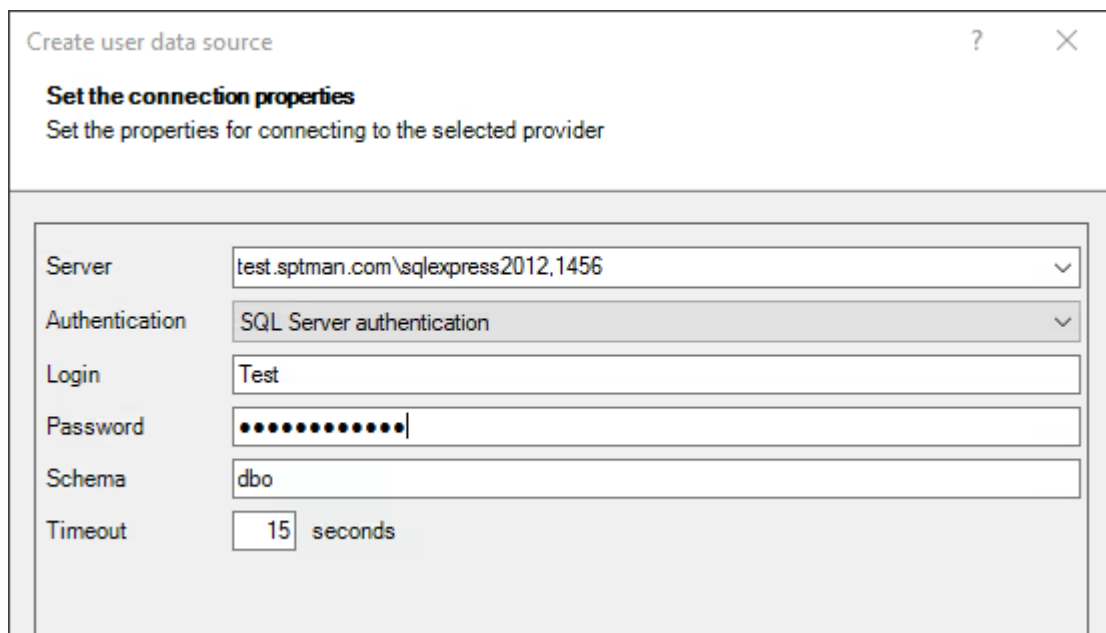 Create user data source ?
Set the connection properties
Set the properties for connecting to the selected provider
Server test.sptman.com\sqlexpress2012,1456
Authentication SQL Server authentication
Login Test
Password ●●●●●●●●●●●●
Schema dbo
Timeout 15 seconds